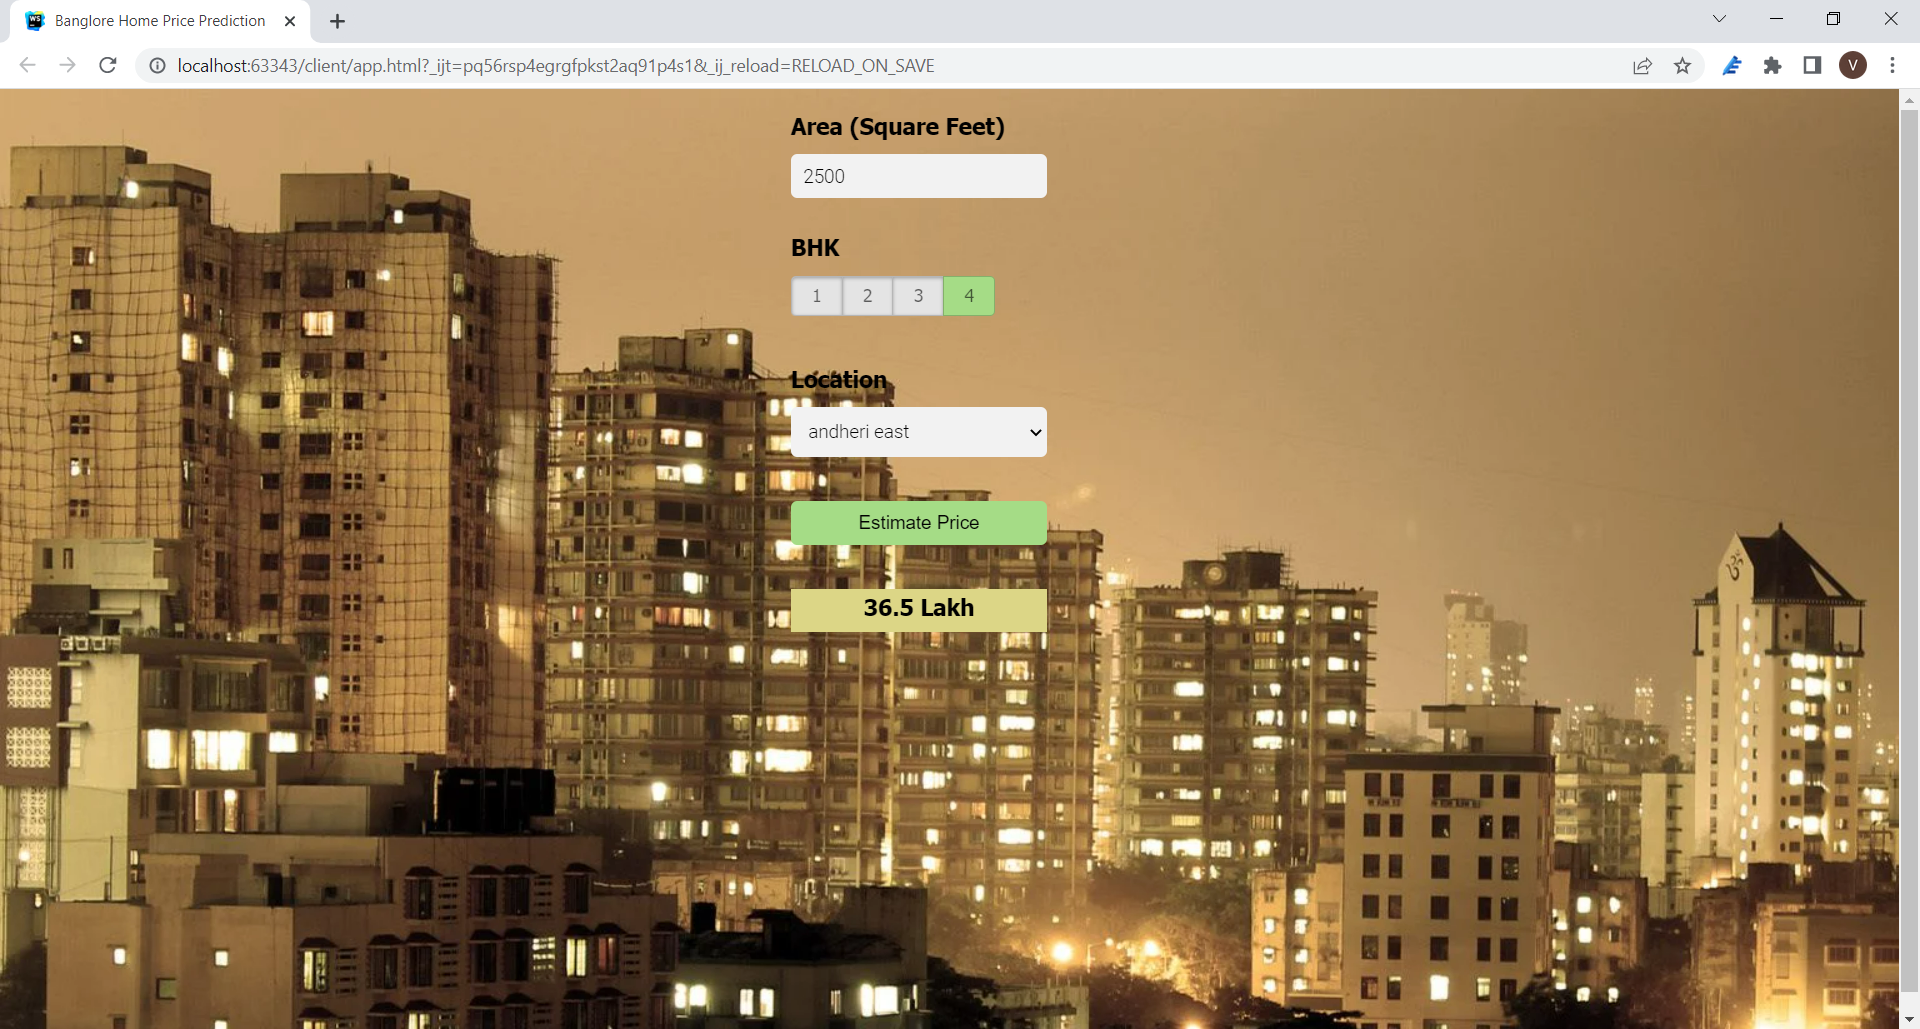 Banglore Home Price Prediction
localhost:63343/client/app.html?_ijt=pq56rsp4egrgfpkst2aq91p4s1&_ij_reload=RELOAD_ON_SAVE
V
Area (Square Feet)
2500
BHK
1 2 3 4
Location
andheri east
Estimate Price
36.5 Lakh
ॐ